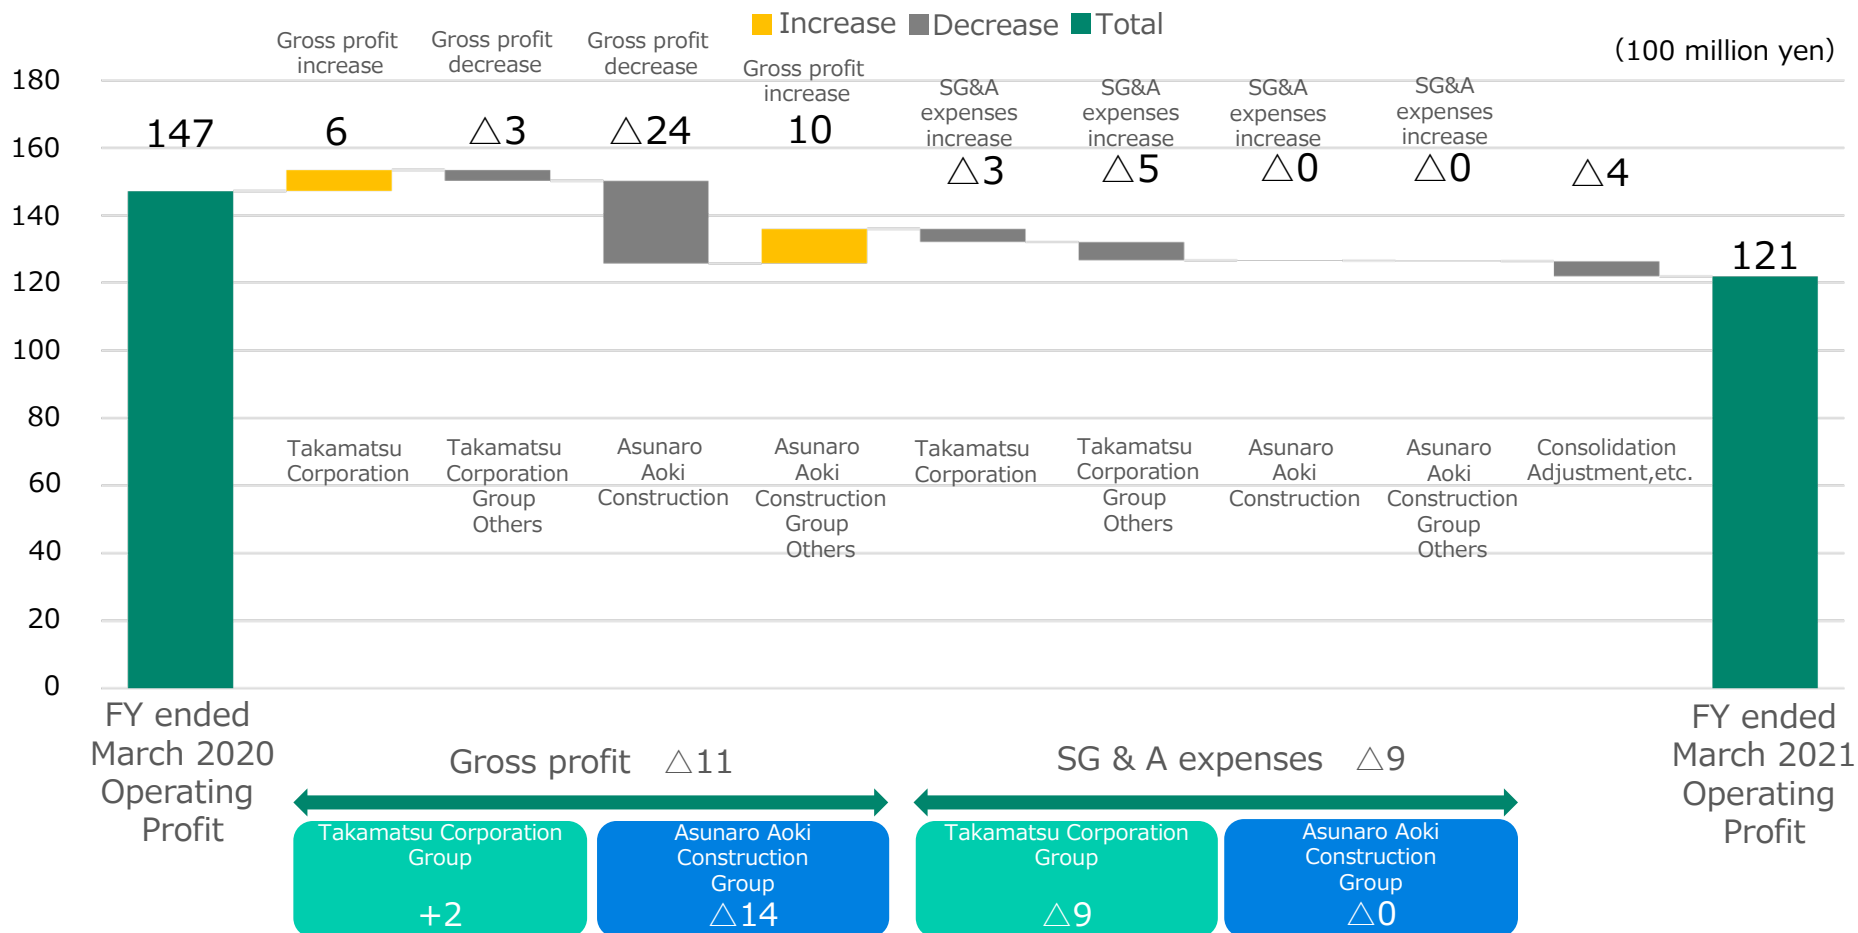 Increase Decrease Total
(100 million yen)
Gross profit
increase
6
Gross profit
decrease
△3
Gross profit
decrease
△24
Gross profit
increase
10
SG&A
expenses
increase
△3
SG&A
expenses
increase
△5
SG&A
expenses
increase
△0
SG&A
expenses
increase
△0
△4
147
121
180
160
140
120
100
80
60
40
20
0
Takamatsu
Corporation
Takamatsu
Corporation
Group
Others
Asunaro
Aoki
Construction
Asunaro
Aoki
Construction
Group
Others
Takamatsu
Corporation
Takamatsu
Corporation
Group
Others
Asunaro
Aoki
Construction
Asunaro
Aoki
Construction
Group
Others
Consolidation
Adjustment,etc.
FY ended
March 2020
Operating
Profit
FY ended
March 2021
Operating
Profit
Gross profit △11
SG & A expenses △9
Takamatsu Corporation
Group
+2
Asunaro Aoki
Construction
Group
△14
Takamatsu Corporation
Group
△9
Asunaro Aoki
Construction
Group
△0